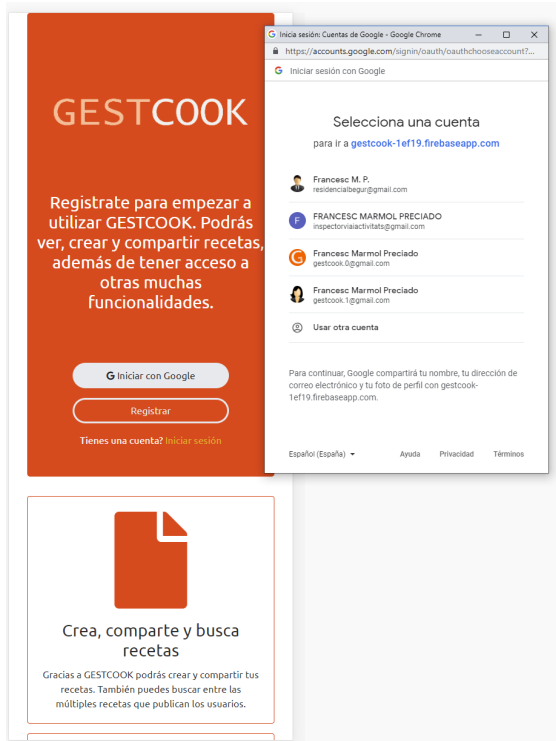 GESTCOOK
Registrate para empezar a
utilizar GESTCOOK. Podrás
ver, crear y compartir recetas,
además de tener acceso a
otras muchas
funcionalidades.
G Iniciar con Google
Registrar
Tienes una cuenta? Iniciar sesión
Crea, comparte y busca
recetas
Gracias a GESTCOOK podrás crear y compartir tus
recetas. También puedes buscar entre las
múltiples recetas que publican los usuarios.
G Inicia sesión: Cuentas de Google - Google Chrome
https://accounts.google.com/signin/oauth/oauthchooseaccount?...
G Iniciar sesión con Google
Selecciona una cuenta
para ir a gestcook-1ef19.firebaseapp.com
Francesc M. P.
residencialbegur@gmail.com
F FRANCESC MARMOL PRECIADO
inspectorviaiactivitats@gmail.com
G Francesc Marmol Preciado
gestcook.0@gmail.com
Francesc Marmol Preciado
gestcook.1@gmail.com
Usar otra cuenta
Para continuar, Google compartirá tu nombre, tu dirección de
correo electrónico y tu foto de perfil con gestcook-
1ef19.firebaseapp.com.
Español (España) Ayuda Privacidad Términos